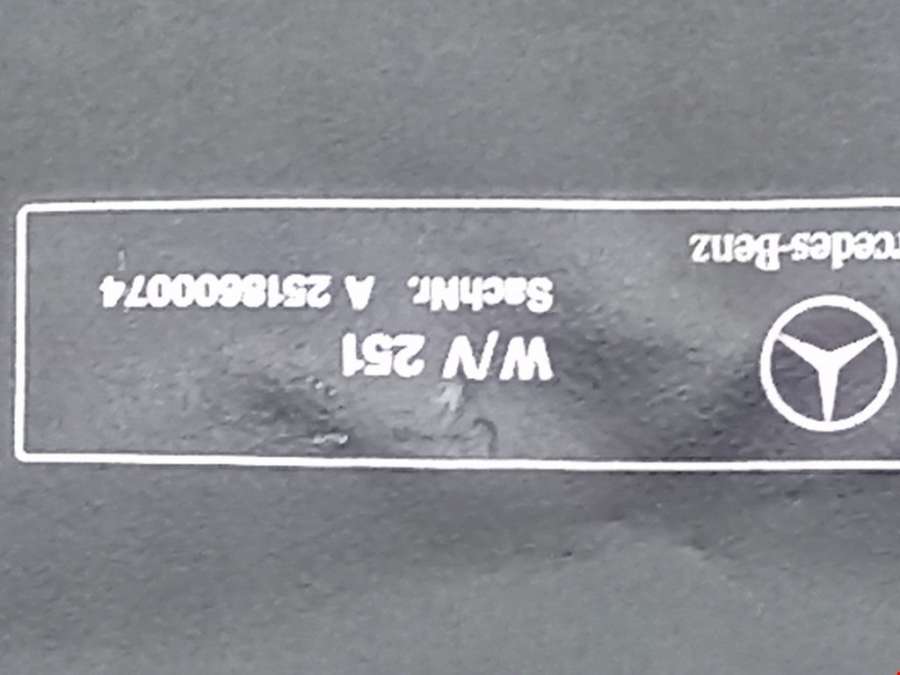 W/V 251
SachNr. A 2518600074
rcedes-Benz